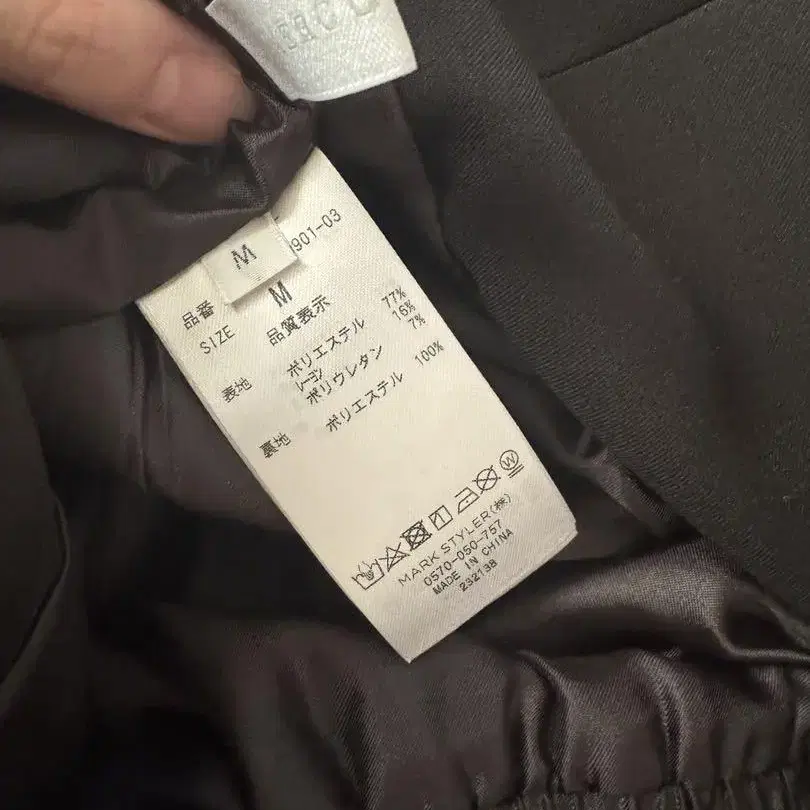 M
品番 901-03
SIZE M
品質表示
表地 ポリエステル 77%
レーヨン 16%
ポリウレタン 7%
裏地 ポリエステル 100%
W
MARK STYLER(株)
0570-050-757
MADE IN CHINA
232138